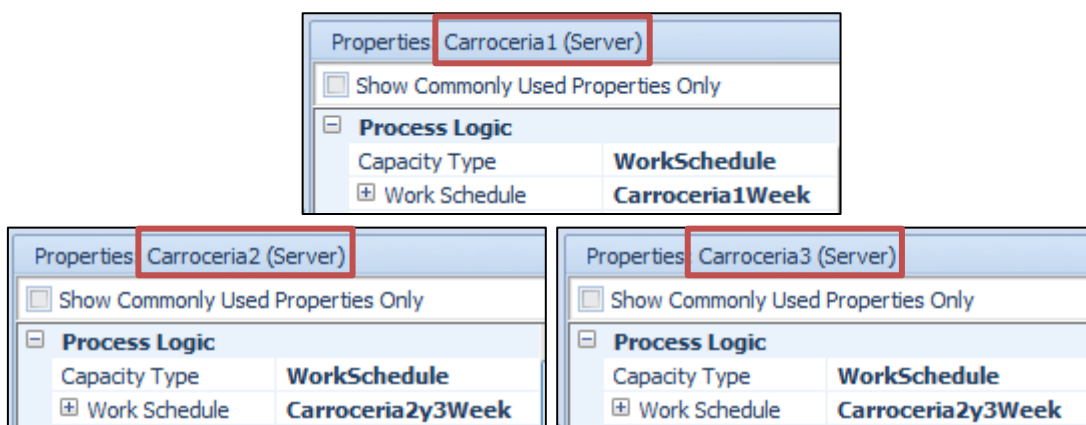 Properties: Carroceria1 (Server)
Show Commonly Used Properties Only
Process Logic
Capacity Type WorkSchedule
Work Schedule Carroceria1Week
Properties: Carroceria2 (Server)
Show Commonly Used Properties Only
Process Logic
Capacity Type WorkSchedule
Work Schedule Carroceria2y3Week
Properties: Carroceria3 (Server)
Show Commonly Used Properties Only
Process Logic
Capacity Type WorkSchedule
Work Schedule Carroceria2y3Week